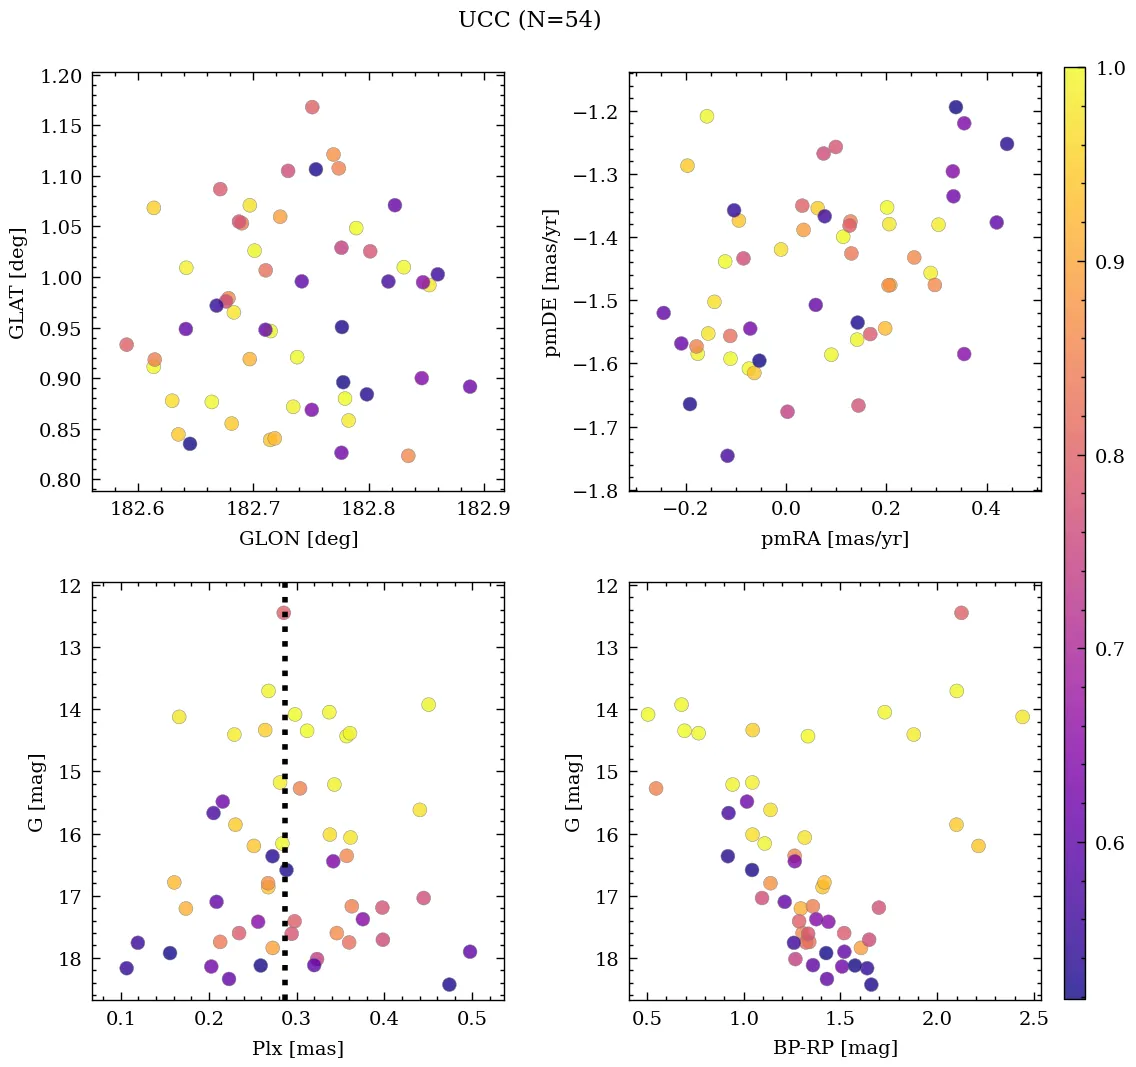 UCC (N=54)
1.20
1.15
1.10
1.05
1.00
0.95
0.90
0.85
0.80
GLAT [deg]
182.6 182.7 182.8 182.9
GLON [deg]
−1.2
−1.3
−1.4
−1.5
−1.6
−1.7
−1.8
pmDE [mas/yr]
−0.2 0.0 0.2 0.4
pmRA [mas/yr]
12
13
14
15
16
17
18
G [mag]
0.1 0.2 0.3 0.4 0.5
Plx [mas]
12
13
14
15
16
17
18
G [mag]
0.5 1.0 1.5 2.0 2.5
BP-RP [mag]
1.0
0.9
0.8
0.7
0.6